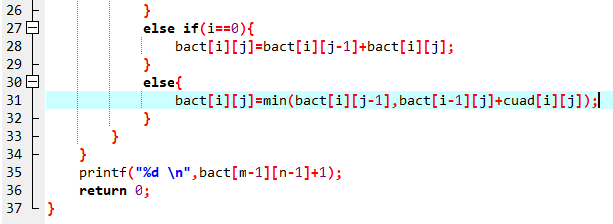 26 }
27 else if(i==0){
28 bact[i][j]=bact[i][j-1]+bact[i][j];
29 }
30 else{
31 bact[i][j]=min(bact[i][j-1],bact[i-1][j]+cuad[i][j]);
32 }
33 }
34 }
35 printf("%d \n",bact[m-1][n-1]+1);
36 return 0;
37 }